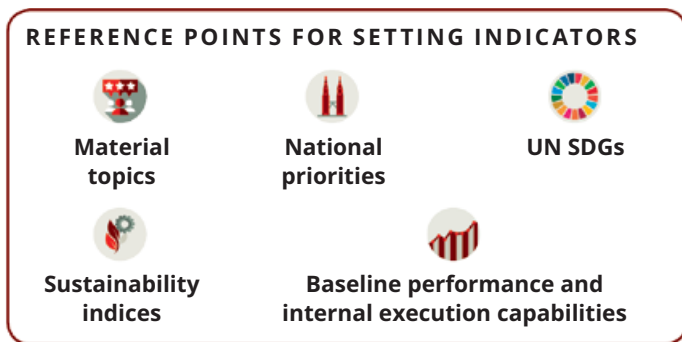 REFERENCE POINTS FOR SETTING INDICATORS
Material
topics
National
priorities
UN SDGs
Sustainability
indices
Baseline performance and
internal execution capabilities